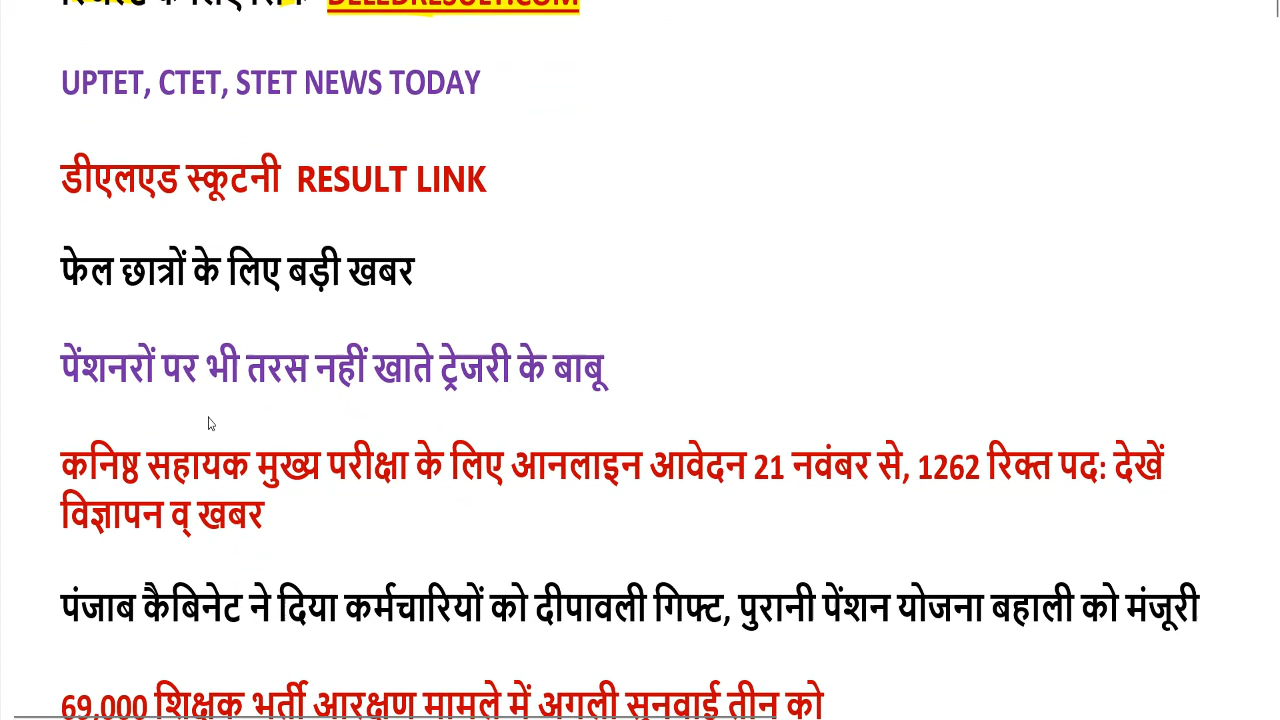 DELEDRESULT.COM
UPTET, CTET, STET NEWS TODAY
डीएलएड स्कूटनी RESULT LINK
फेल छात्रों के लिए बड़ी खबर
पेंशनरों पर भी तरस नहीं खाते ट्रेजरी के बाबू
कनिष्ठ सहायक मुख्य परीक्षा के लिए आनलाइन आवेदन 21 नवंबर से, 1262 रिक्त पद: देखें
विज्ञापन व् खबर
पंजाब कैबिनेट ने दिया कर्मचारियों को दीपावली गिफ्ट, पुरानी पेंशन योजना बहाली को मंजूरी
69,000 शिक्षक भर्ती आरक्षण मामले में अगली सुनवाई तीन को